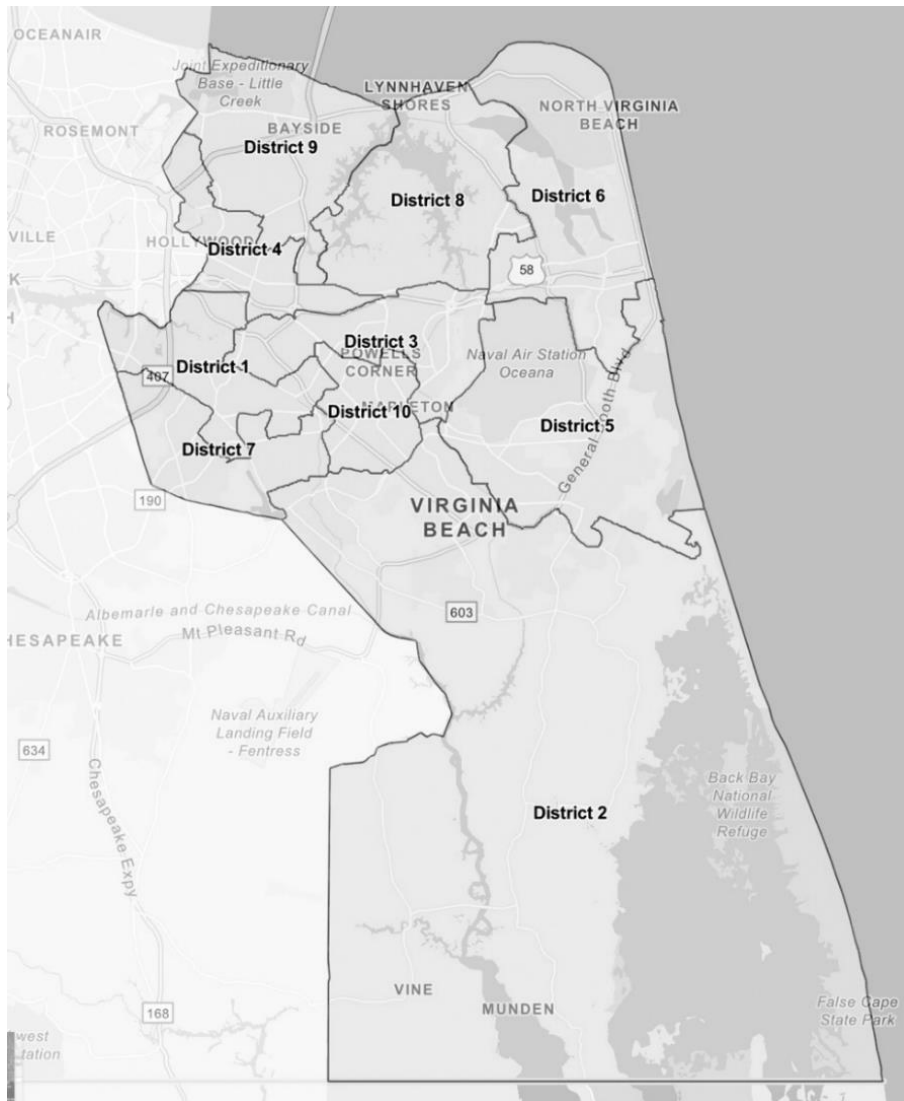 OCEANAIR
Joint Expeditionary
Base - Little
Creek
LYNNHAVEN
SHORES
NORTH VIRGINIA
BEACH
ROSEMONT
BAYSIDE
District 9
District 8
District 6
VILLE
HOLLYWOOD
District 4
K
58
H
District 3
POWELLS
CORNER
Naval Air Station
Oceana
District 1
407
MAPLETON
District 10
General Booth Blvd
District 5
District 7
190
VIRGINIA
BEACH
Albemarle and Chesapeake Canal
603
HESAPEAKE
Mt Pleasant Rd
Naval Auxiliary
Landing Field
- Fentress
634
Chesapeake Expy
Back Bay
National
Wildlife
Refuge
District 2
VINE
MUNDEN
168
False Cape
State Park
west
tation